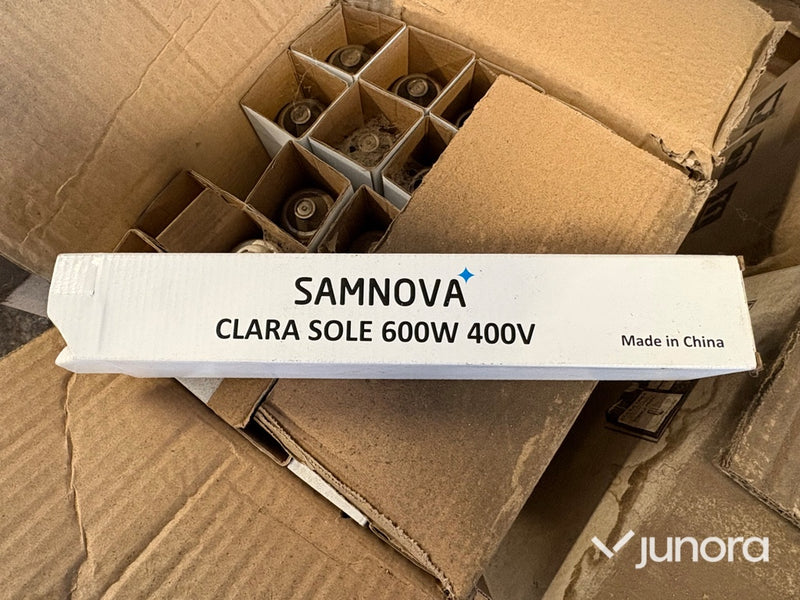 SAMNOVA
CLARA SOLE 600W 400V
Made in China
junora